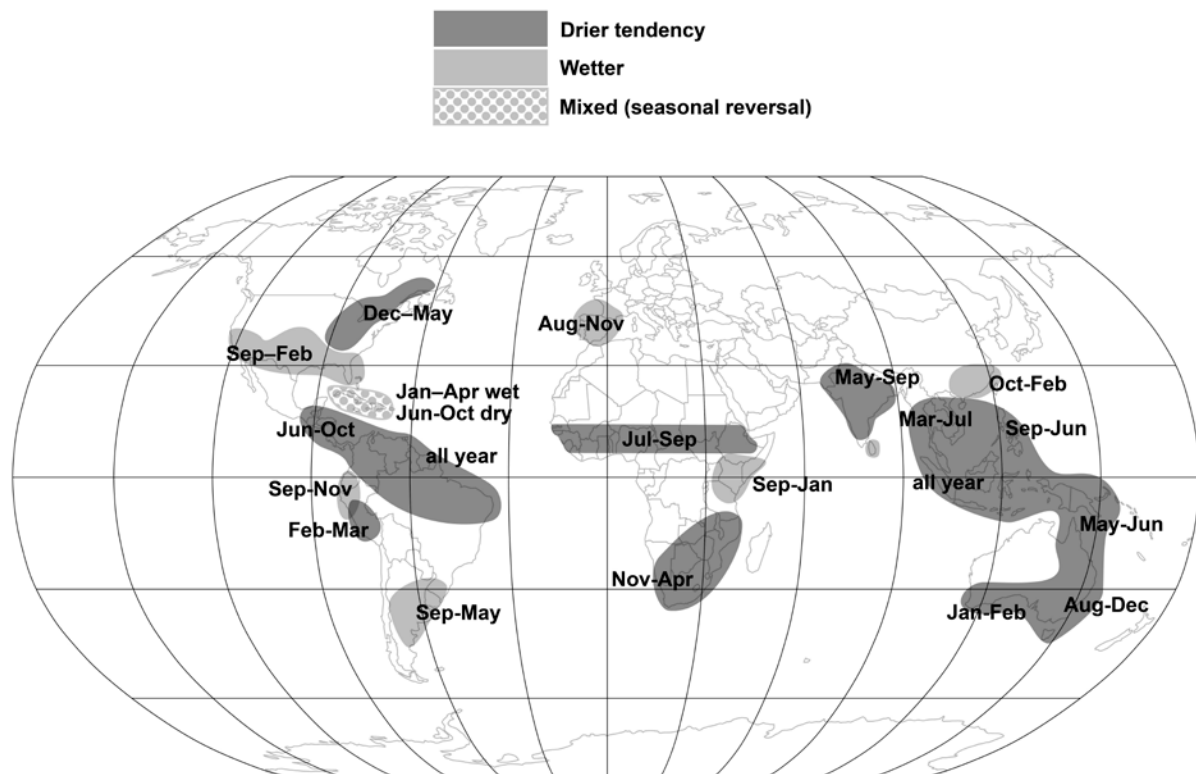 Drier tendency
Wetter
Mixed (seasonal reversal)
Dec–May
Aug-Nov
Sep–Feb
May-Sep
Oct-Feb
Jan–Apr wet
Jun-Oct dry
Jun-Oct
Mar-Jul
Sep-Jun
Jul-Sep
all year
all year
Sep-Nov
Sep-Jan
Feb-Mar
May-Jun
Nov-Apr
Sep-May
Jan-Feb
Aug-Dec